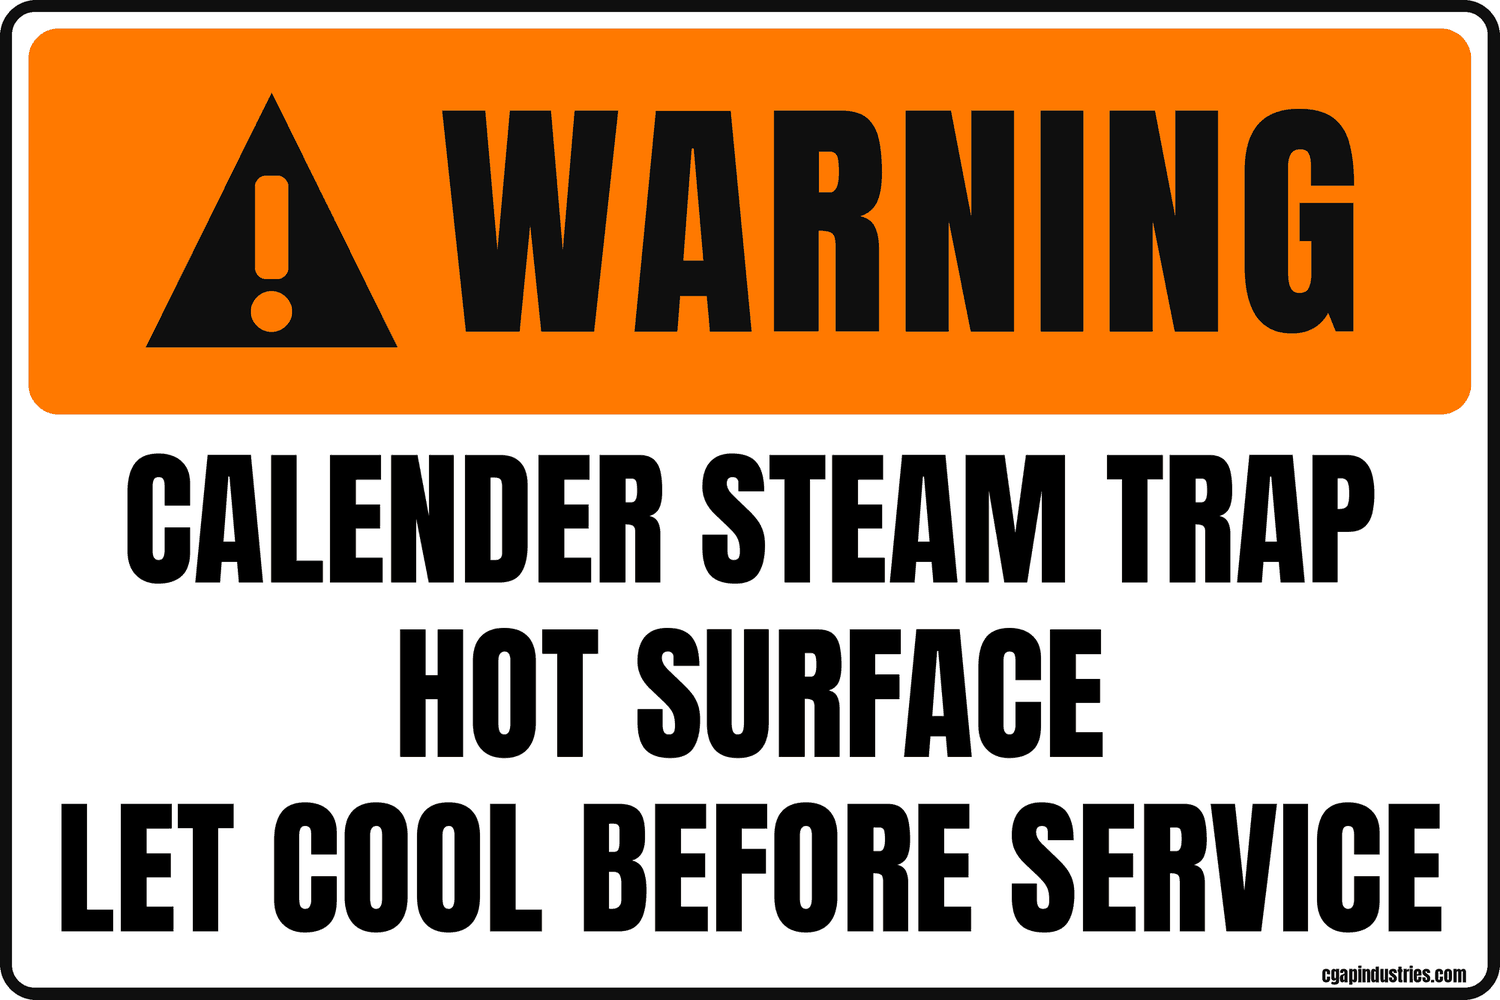 WARNING
CALENDER STEAM TRAP
HOT SURFACE
LET COOL BEFORE SERVICE
cgapindustries.com